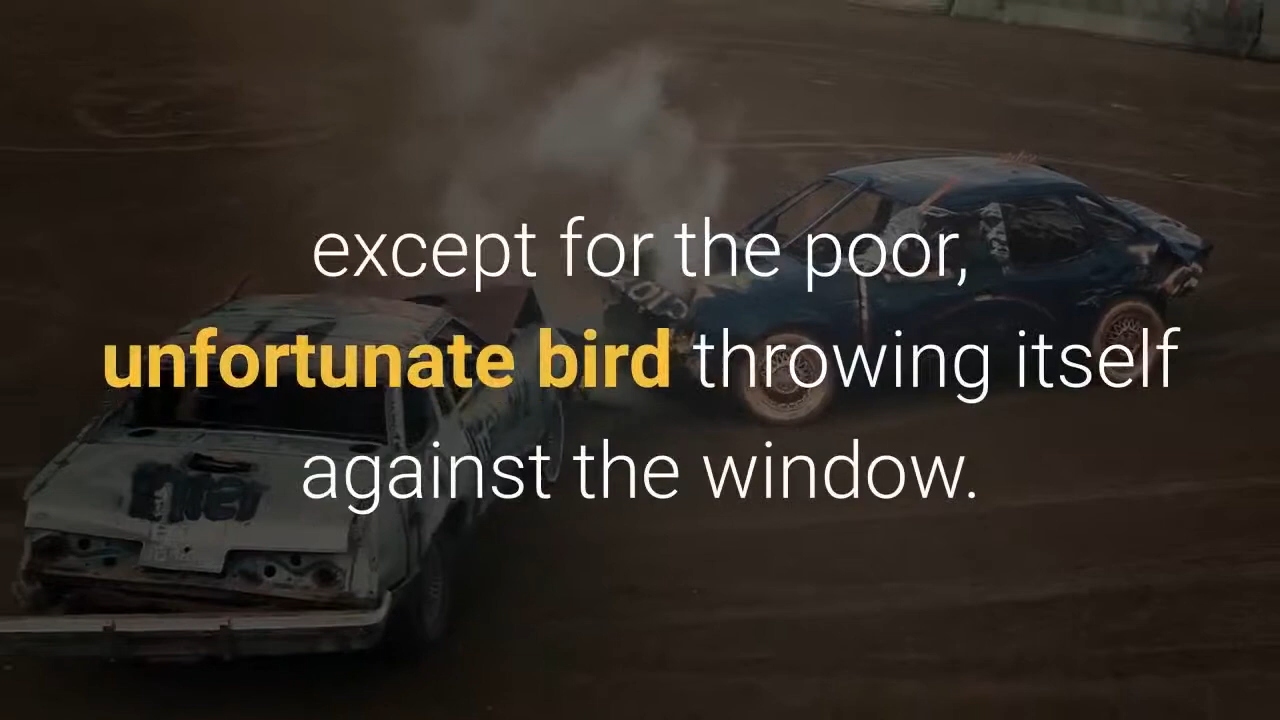 except for the poor,
unfortunate bird throwing itself
against the window.